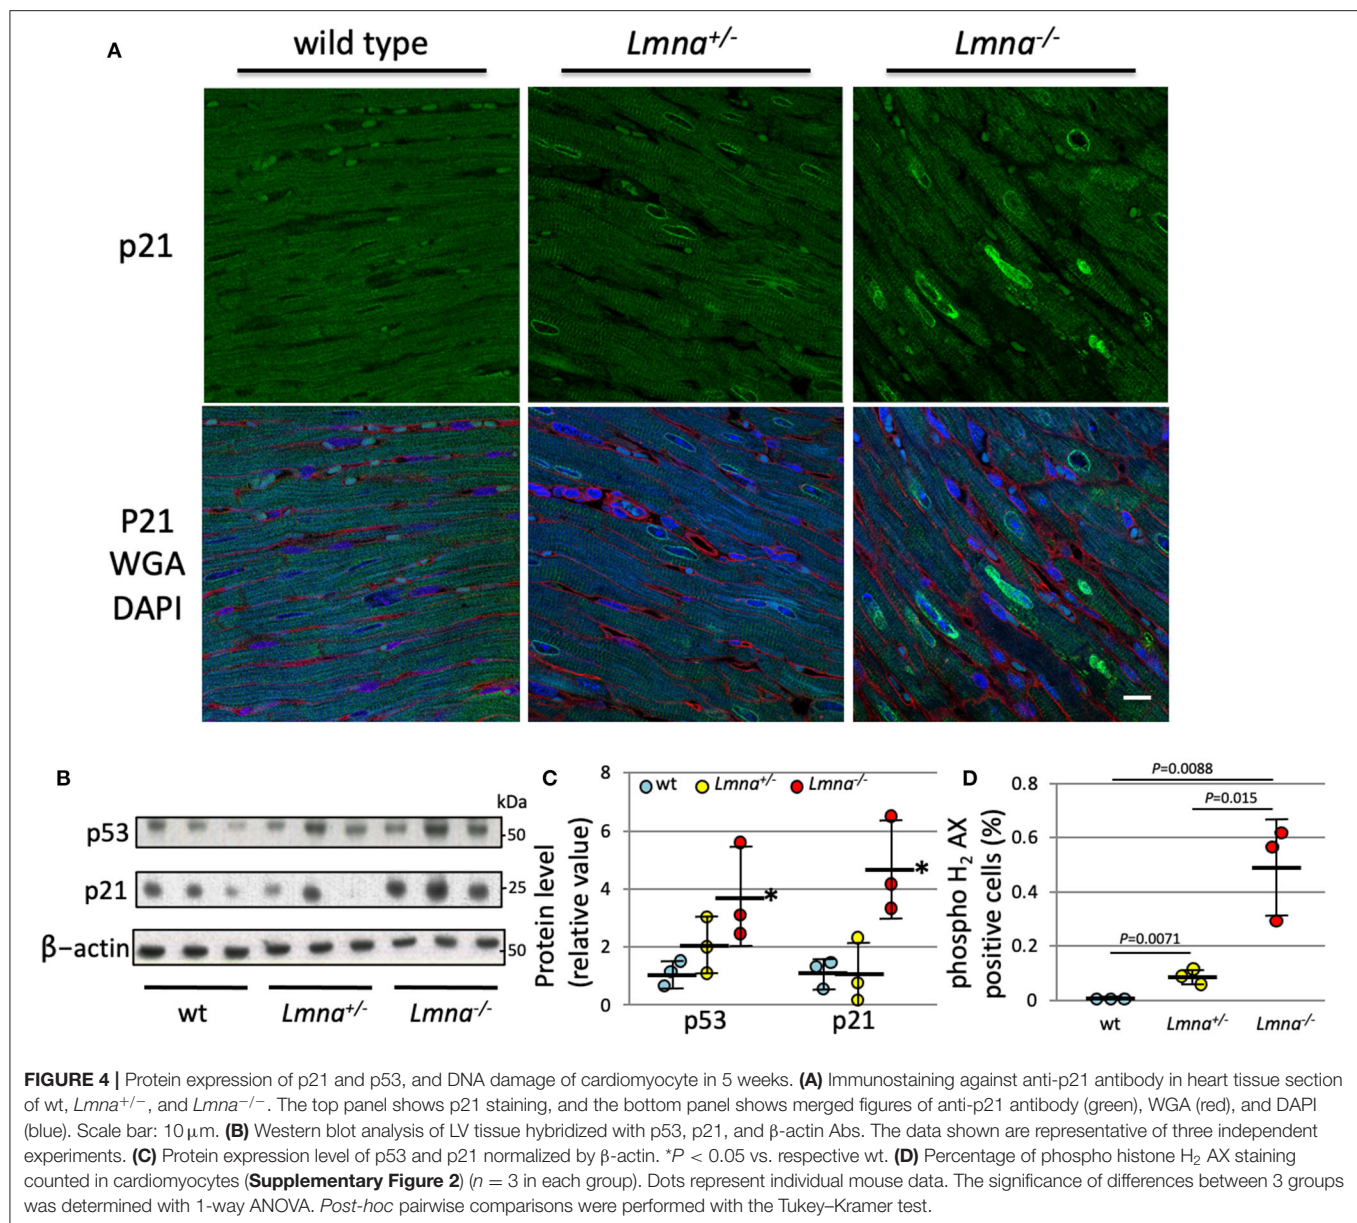 A
wild type
Lmna+/-
Lmna-/-
p21
P21
WGA
DAPI
B
kDa
p53
50
p21
25
β–actin
50
wt
Lmna+/-
Lmna-/-
C
Protein level
(relative value)
8
6
4
2
0
wt
Lmna+/-
Lmna-/-
*
*
p53
p21
D
phospho H2 AX
positive cells (%)
0.8
0.6
0.4
0.2
0
P=0.0088
P=0.015
P=0.0071
wt
Lmna+/-
Lmna-/-
FIGURE 4 | Protein expression of p21 and p53, and DNA damage of cardiomyocyte in 5 weeks. (A) Immunostaining against anti-p21 antibody in heart tissue section
of wt, Lmna+/−, and Lmna−/−. The top panel shows p21 staining, and the bottom panel shows merged figures of anti-p21 antibody (green), WGA (red), and DAPI
(blue). Scale bar: 10 μm. (B) Western blot analysis of LV tissue hybridized with p53, p21, and β-actin Abs. The data shown are representative of three independent
experiments. (C) Protein expression level of p53 and p21 normalized by β-actin. *P < 0.05 vs. respective wt. (D) Percentage of phospho histone H2 AX staining
counted in cardiomyocytes (Supplementary Figure 2) (n = 3 in each group). Dots represent individual mouse data. The significance of differences between 3 groups
was determined with 1-way ANOVA. Post-hoc pairwise comparisons were performed with the Tukey–Kramer test.